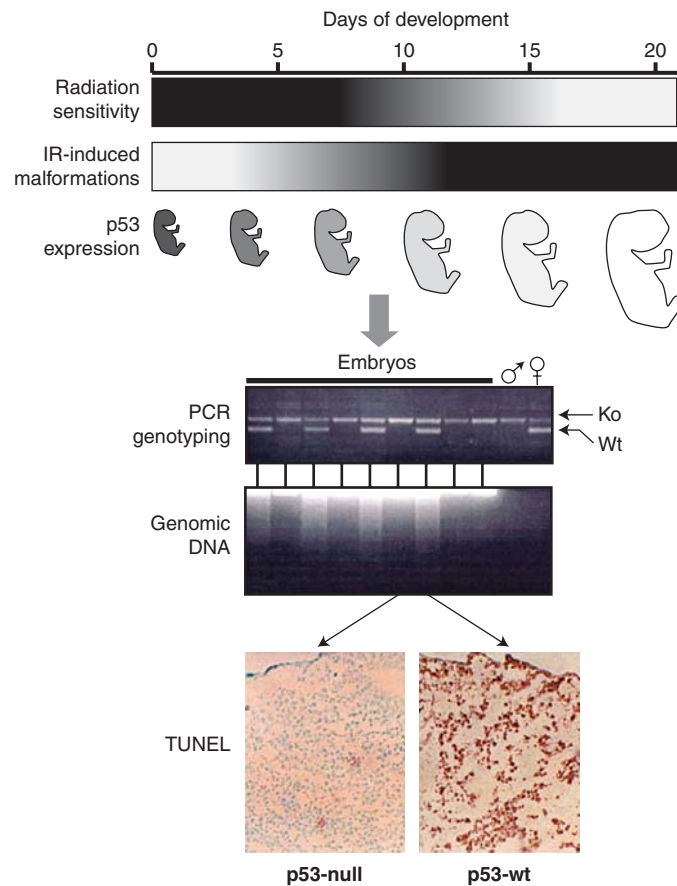 Days of development
0 5 10 15 20
Radiation
sensitivity
IR-induced
malformations
p53
expression
Embryos
♂ ♀
PCR
genotyping
Ko
Wt
Genomic
DNA
TUNEL
p53-null p53-wt